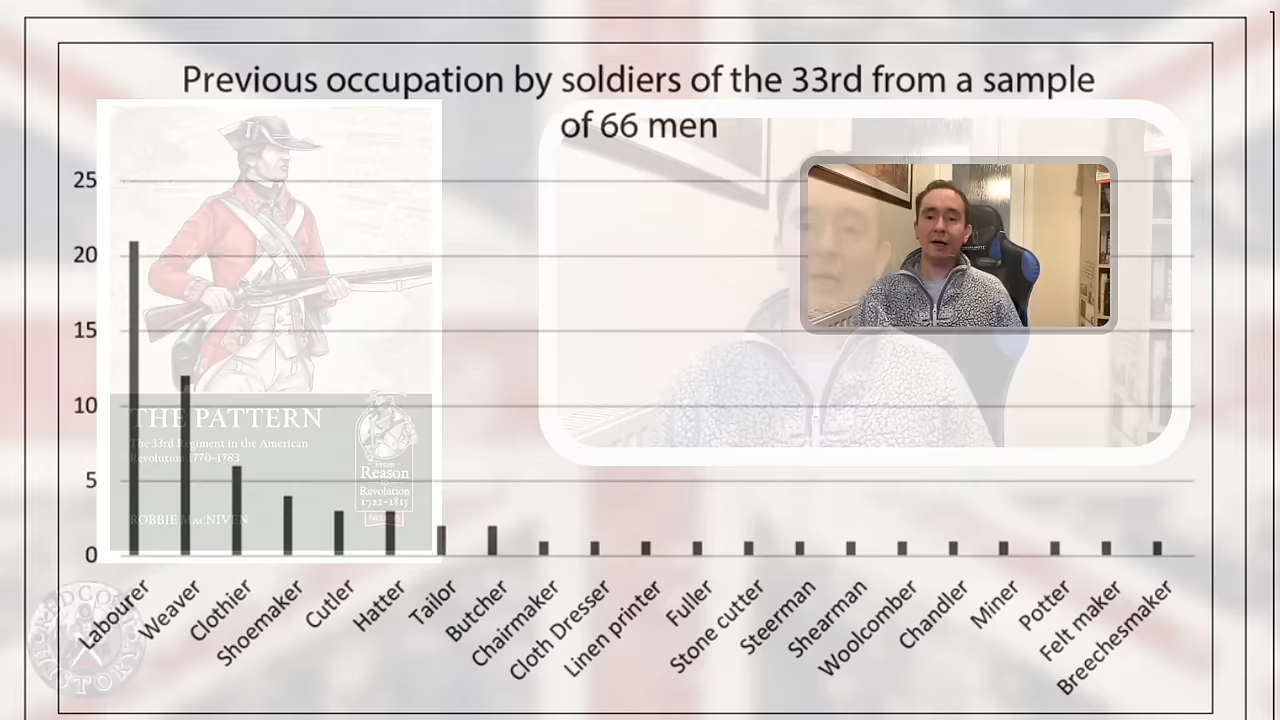 Previous occupation by soldiers of the 33rd from a sample
of 66 men
25
20
15
10
5
0
THE PATTERN
The 33rd Regiment in the American
Revolution 1770–1783
ROBBIE MACNIVEN
From
Reason
to
Revolution
1721–1815
Labourer
Weaver
Clothier
Shoemaker
Cutler
Hatter
Tailor
Butcher
Chairmaker
Cloth Dresser
Linen printer
Fuller
Stone cutter
Steerman
Shearman
Woolcomber
Chandler
Miner
Potter
Felt maker
Breechesmaker
HISTORY